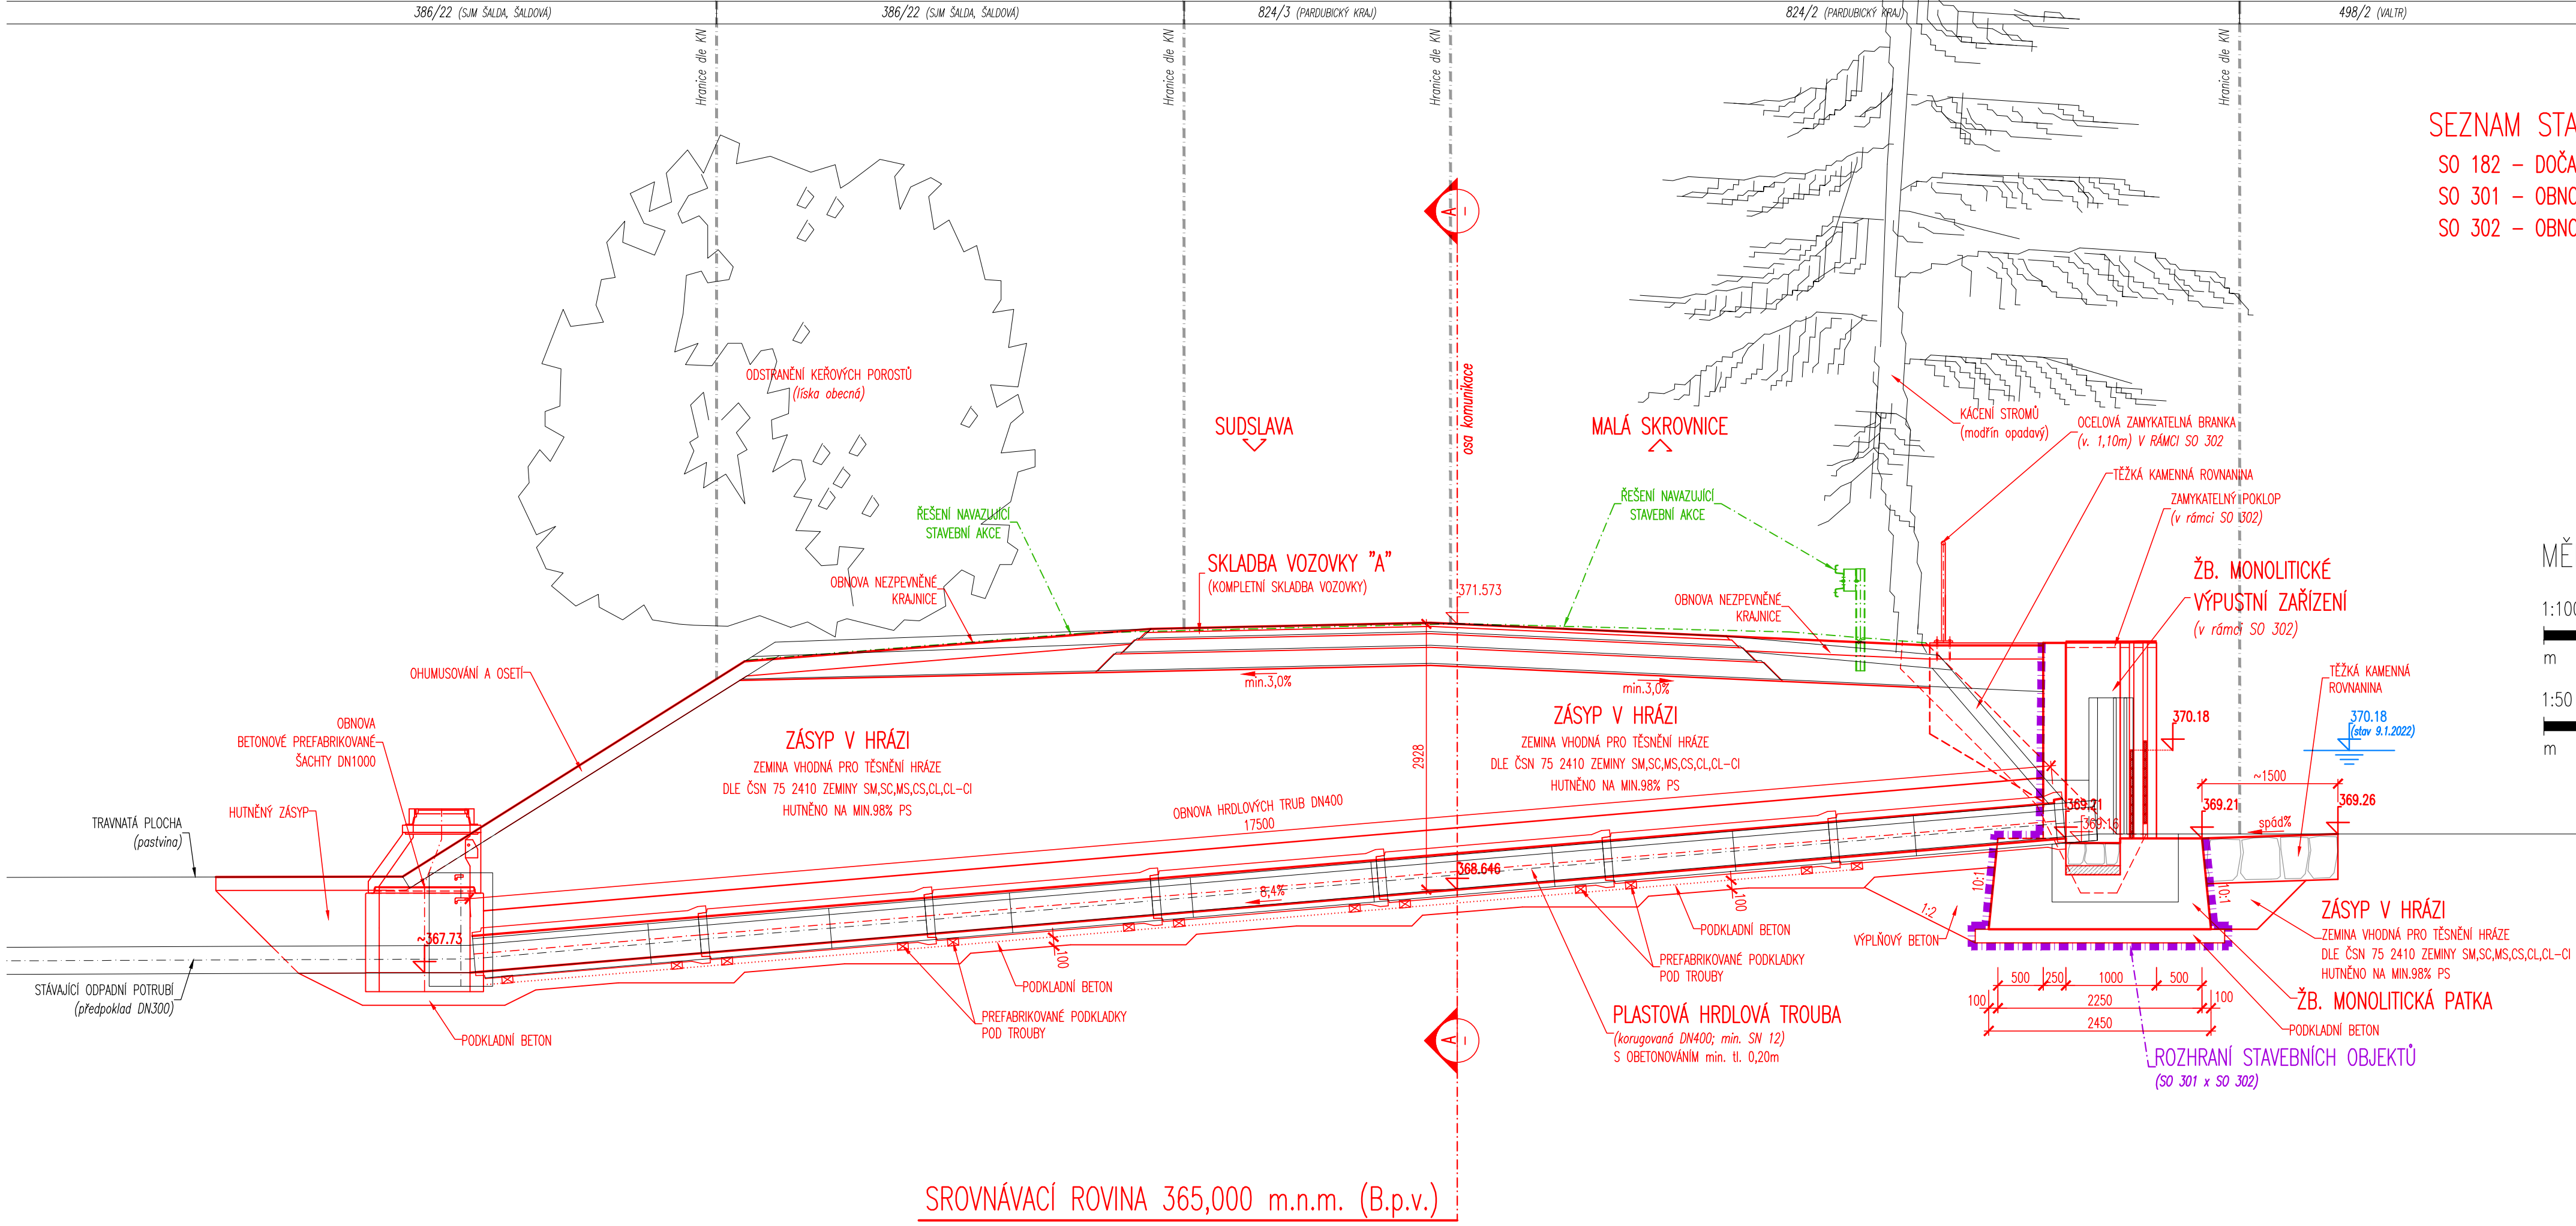 386/22 (SJM ŠALDA, ŠALDOVÁ)
386/22 (SJM ŠALDA, ŠALDOVÁ)
824/3 (PARDUBICKÝ KRAJ)
824/2 (PARDUBICKÝ KRAJ)
498/2 (VALTR)
Hranice dle KN
Hranice dle KN
Hranice dle KN
Hranice dle KN
SEZNAM STA
SO 182 – DOČA
SO 301 – OBNO
SO 302 – OBNO
A
ODSTRANĚNÍ KEŘOVÝCH POROSTŮ
(líska obecná)
osa komunikace
SUDSLAVA
MALÁ SKROVNICE
KÁCENÍ STROMŮ
(modřín opadavý)
OCELOVÁ ZAMYKATELNÁ BRANKA
(v. 1,10m) V RÁMCI SO 302
TĚŽKÁ KAMENNÁ ROVNANINA
ZAMYKATELNÝ POKLOP
(v rámci SO 302)
ŘEŠENÍ NAVAZUJÍCÍ
STAVEBNÍ AKCE
ŘEŠENÍ NAVAZUJÍCÍ
STAVEBNÍ AKCE
SKLADBA VOZOVKY "A"
(KOMPLETNÍ SKLADBA VOZOVKY)
OBNOVA NEZPEVNĚNÉ
KRAJNICE
371.573
OBNOVA NEZPEVNĚNÉ
KRAJNICE
ŽB. MONOLITICKÉ
VÝPUSTNÍ ZAŘÍZENÍ
(v rámci SO 302)
MĚ
1:100
m
1:50
m
OHUMUSOVÁNÍ A OSETÍ
min.3,0%
min.3,0%
TĚŽKÁ KAMENNÁ
ROVNANINA
OBNOVA
BETONOVÉ PREFABRIKOVANÉ
ŠACHTY DN1000
ZÁSYP V HRÁZI
ZEMINA VHODNÁ PRO TĚSNĚNÍ HRÁZE
DLE ČSN 75 2410 ZEMINY SM,SC,MS,CS,CL,CL-CI
HUTNĚNO NA MIN.98% PS
2928
ZÁSYP V HRÁZI
ZEMINA VHODNÁ PRO TĚSNĚNÍ HRÁZE
DLE ČSN 75 2410 ZEMINY SM,SC,MS,CS,CL,CL-CI
HUTNĚNO NA MIN.98% PS
370.18
370.18
(stav 9.1.2022)
~1500
HUTNĚNÝ ZÁSYP
TRAVNATÁ PLOCHA
(pastvina)
OBNOVA HRDLOVÝCH TRUB DN400
17500
369.21
369.16
369.21
369.26
spád%
368.646
8,4%
100
100
10:1
10:1
1:2
~367.73
STÁVAJÍCÍ ODPADNÍ POTRUBÍ
(předpoklad DN300)
PODKLADNÍ BETON
PODKLADNÍ BETON
PREFABRIKOVANÉ PODKLADKY
POD TROUBY
PODKLADNÍ BETON
PREFABRIKOVANÉ PODKLADKY
POD TROUBY
VÝPLŇOVÝ BETON
ZÁSYP V HRÁZI
ZEMINA VHODNÁ PRO TĚSNĚNÍ HRÁZE
DLE ČSN 75 2410 ZEMINY SM,SC,MS,CS,CL,CL-CI
HUTNĚNO NA MIN.98% PS
500 250 1000 500
100 2250 100
2450
ŽB. MONOLITICKÁ PATKA
PODKLADNÍ BETON
PLASTOVÁ HRDLOVÁ TROUBA
(korugovaná DN400; min. SN 12)
S OBETONOVÁNÍM min. tl. 0,20m
A
ROZHRANÍ STAVEBNÍCH OBJEKTŮ
(SO 301 x SO 302)
SROVNÁVACÍ ROVINA 365,000 m.n.m. (B.p.v.)